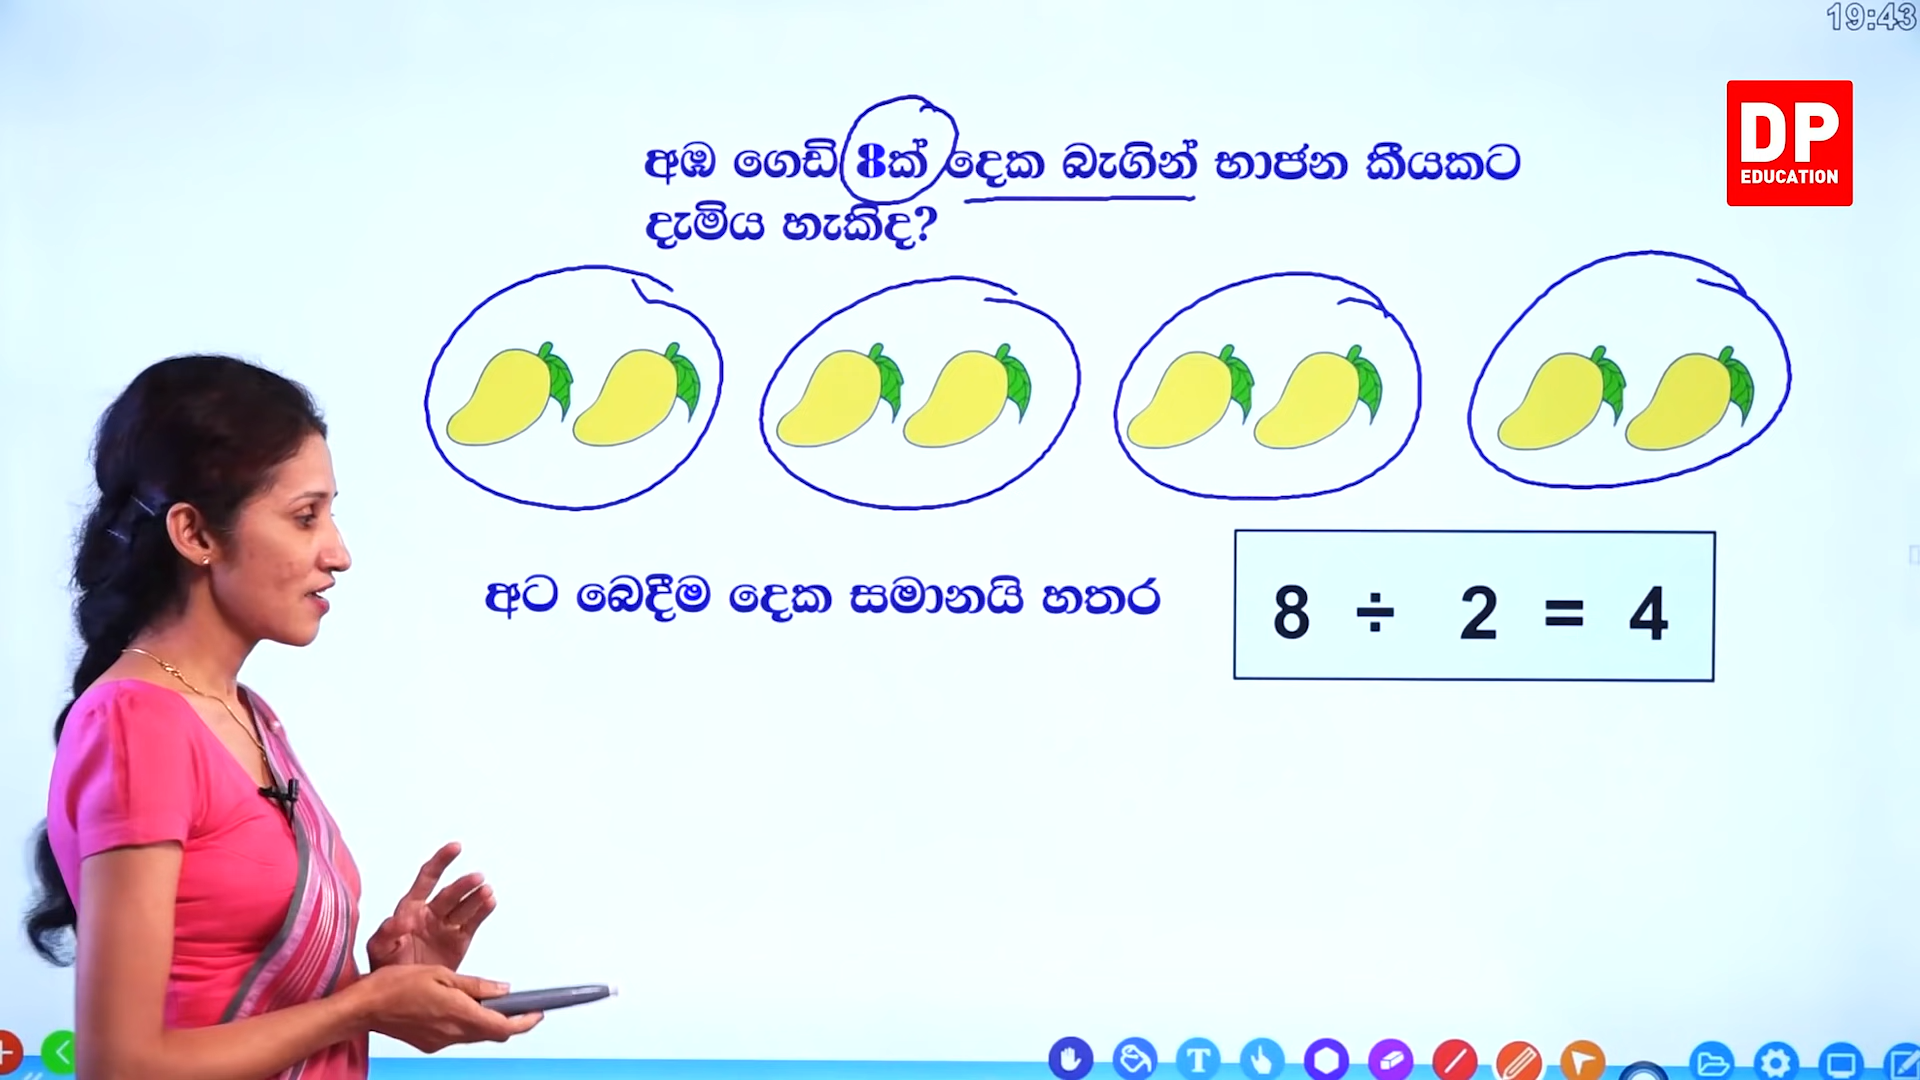 19:43
DP
EDUCATION
අඹ ගෙඩි 8ක් දෙක බැගින් භාජන කීයකට
දැමිය හැකිද?
අට බෙදීම දෙක සමානයි හතර
8 ÷ 2 = 4
T